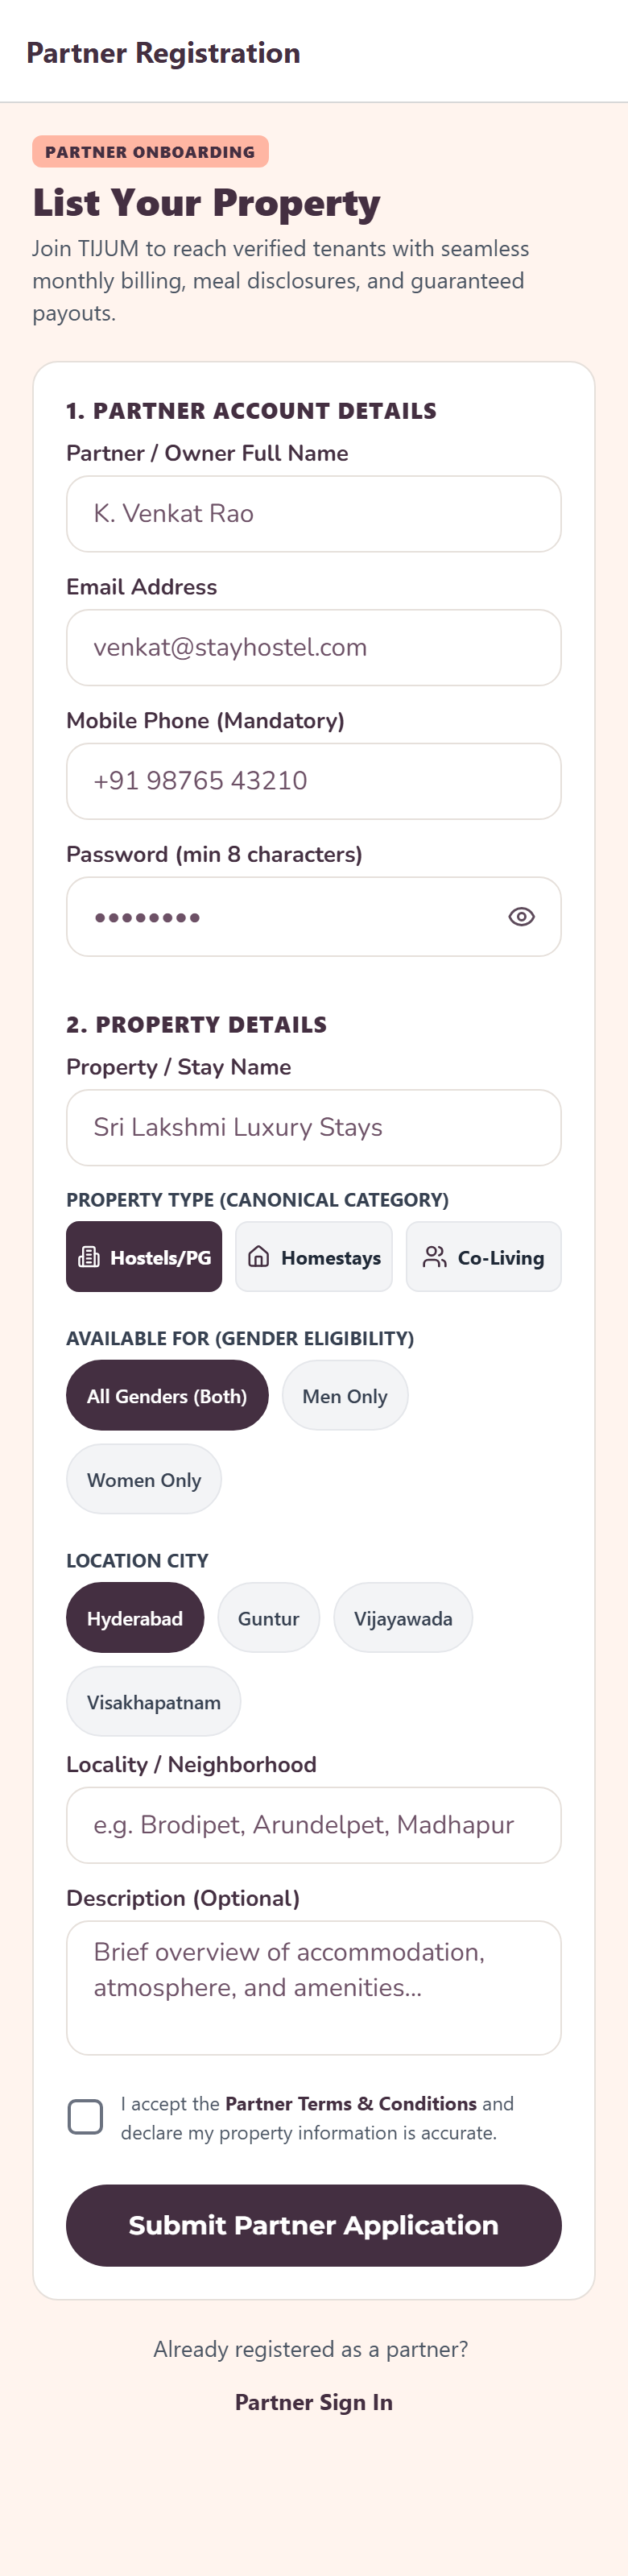 Partner Registration
PARTNER ONBOARDING
List Your Property
Join TIJUM to reach verified tenants with seamless
monthly billing, meal disclosures, and guaranteed
payouts.
1. PARTNER ACCOUNT DETAILS
Partner / Owner Full Name
K. Venkat Rao
Email Address
venkat@stayhostel.com
Mobile Phone (Mandatory)
+91 98765 43210
Password (min 8 characters)
••••••••
2. PROPERTY DETAILS
Property / Stay Name
Sri Lakshmi Luxury Stays
PROPERTY TYPE (CANONICAL CATEGORY)
Hostels/PG Homestays Co-Living
AVAILABLE FOR (GENDER ELIGIBILITY)
All Genders (Both) Men Only
Women Only
LOCATION CITY
Hyderabad Guntur Vijayawada
Visakhapatnam
Locality / Neighborhood
e.g. Brodipet, Arundelpet, Madhapur
Description (Optional)
Brief overview of accommodation,
atmosphere, and amenities...
I accept the Partner Terms & Conditions and
declare my property information is accurate.
Submit Partner Application
Already registered as a partner?
Partner Sign In